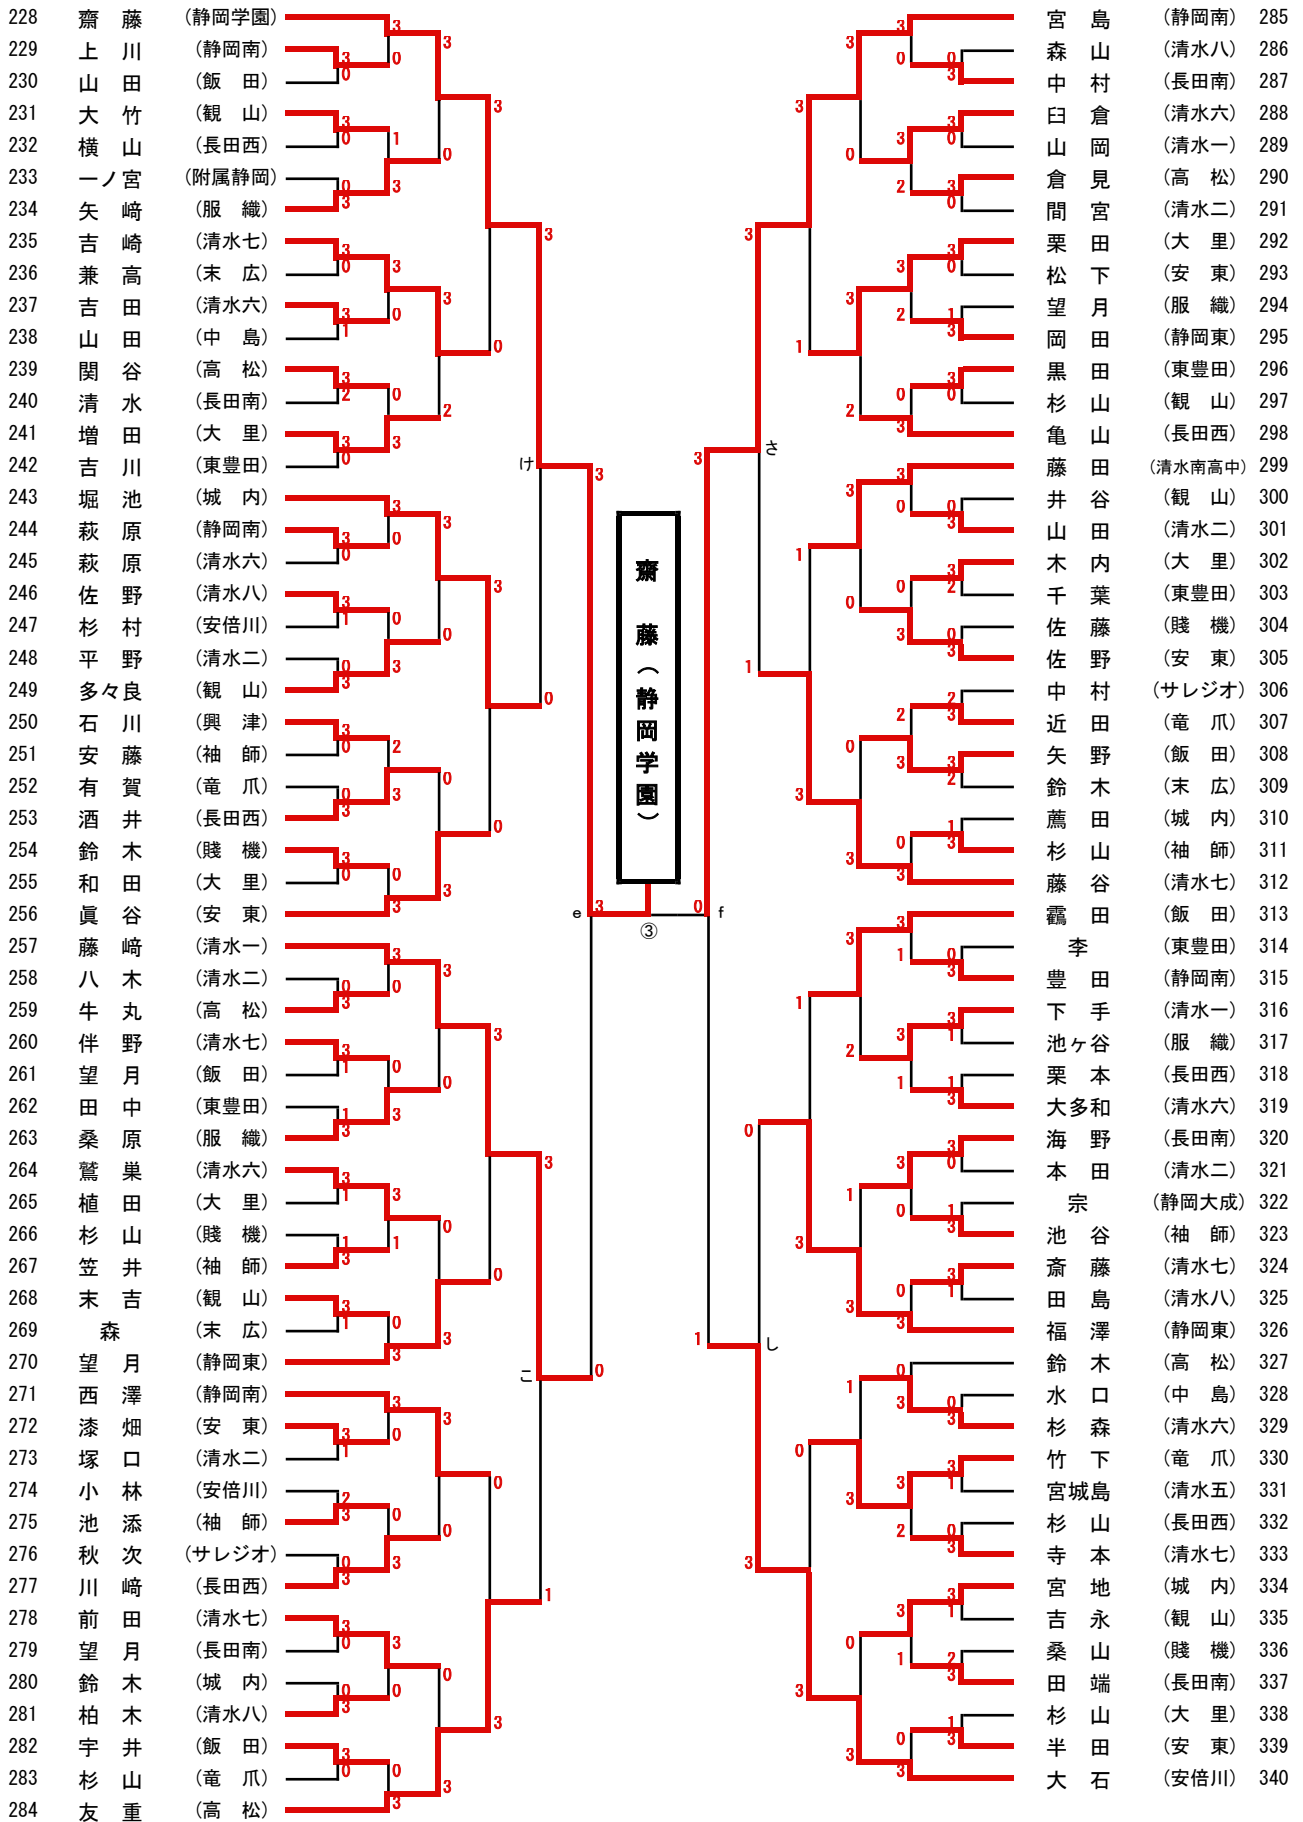 228 齋藤 (静岡学園)
229 上川 (静岡南)
230 山田 (飯田)
231 大竹 (観山)
232 横山 (長田西)
233 一ノ宮 (附属静岡)
234 矢﨑 (服織)
235 吉崎 (清水七)
236 兼高 (末広)
237 吉田 (清水六)
238 山田 (中島)
239 関谷 (高松)
240 清水 (長田南)
241 増田 (大里)
242 吉川 (東豊田)
243 堀池 (城内)
244 萩原 (静岡南)
245 萩原 (清水六)
246 佐野 (清水八)
247 杉村 (安倍川)
248 平野 (清水二)
249 多々良 (観山)
250 石川 (興津)
251 安藤 (袖師)
252 有賀 (竜爪)
253 酒井 (長田西)
254 鈴木 (賤機)
255 和田 (大里)
256 眞谷 (安東)
257 藤﨑 (清水一)
258 八木 (清水二)
259 牛丸 (高松)
260 伴野 (清水七)
261 望月 (飯田)
262 田中 (東豊田)
263 桑原 (服織)
264 鷲巣 (清水六)
265 植田 (大里)
266 杉山 (賤機)
267 笠井 (袖師)
268 末吉 (観山)
269 森 (末広)
270 望月 (静岡東)
271 西澤 (静岡南)
272 漆畑 (安東)
273 塚口 (清水二)
274 小林 (安倍川)
275 池添 (袖師)
276 秋次 (サレジオ)
277 川﨑 (長田西)
278 前田 (清水七)
279 望月 (長田南)
280 鈴木 (城内)
281 柏木 (清水八)
282 宇井 (飯田)
283 杉山 (竜爪)
284 友重 (高松)
け
こ
e
齋藤(静岡学園)
③
f
さ
し
宮島 (静岡南) 285
森山 (清水八) 286
中村 (長田南) 287
臼倉 (清水六) 288
山岡 (清水一) 289
倉見 (高松) 290
間宮 (清水二) 291
栗田 (大里) 292
松下 (安東) 293
望月 (服織) 294
岡田 (静岡東) 295
黒田 (東豊田) 296
杉山 (観山) 297
亀山 (長田西) 298
藤田 (清水南高中) 299
井谷 (観山) 300
山田 (清水二) 301
木内 (大里) 302
千葉 (東豊田) 303
佐藤 (賤機) 304
佐野 (安東) 305
中村 (サレジオ) 306
近田 (竜爪) 307
矢野 (飯田) 308
鈴木 (末広) 309
薦田 (城内) 310
杉山 (袖師) 311
藤谷 (清水七) 312
靍田 (飯田) 313
李 (東豊田) 314
豊田 (静岡南) 315
下手 (清水一) 316
池ヶ谷 (服織) 317
栗本 (長田西) 318
大多和 (清水六) 319
海野 (長田南) 320
本田 (清水二) 321
宗 (静岡大成) 322
池谷 (袖師) 323
斎藤 (清水七) 324
田島 (清水八) 325
福澤 (静岡東) 326
鈴木 (高松) 327
水口 (中島) 328
杉森 (清水六) 329
竹下 (竜爪) 330
宮城島 (清水五) 331
杉山 (長田西) 332
寺本 (清水七) 333
宮地 (城内) 334
吉永 (観山) 335
桑山 (賤機) 336
田端 (長田南) 337
杉山 (大里) 338
半田 (安東) 339
大石 (安倍川) 340